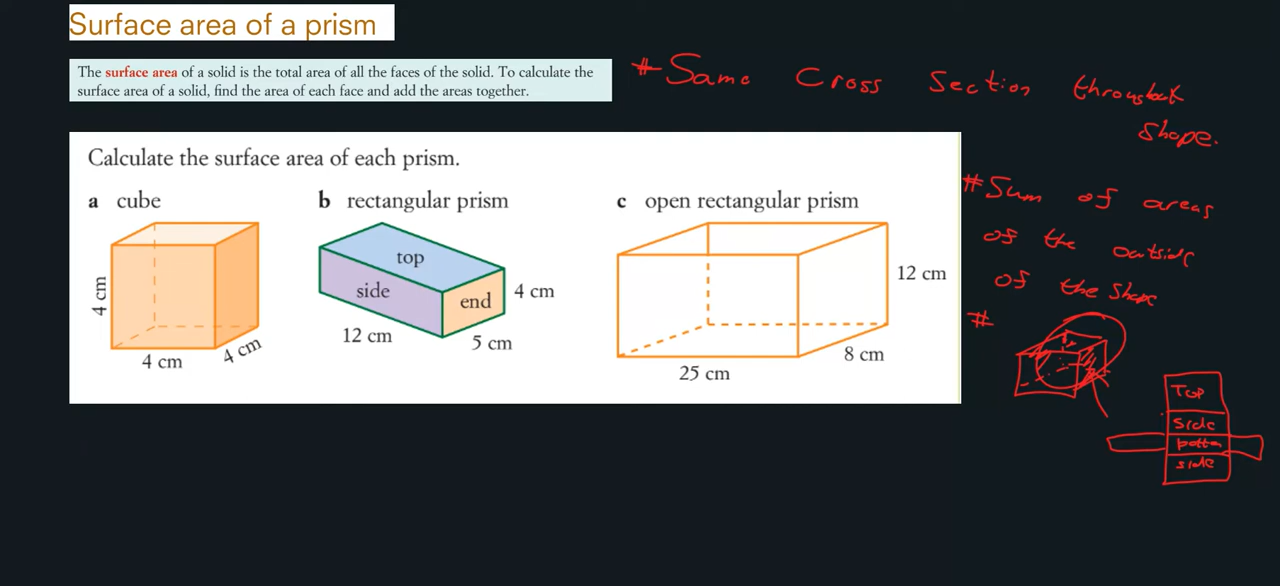 Surface area of a prism
The surface area of a solid is the total area of all the faces of the solid. To calculate the
surface area of a solid, find the area of each face and add the areas together.
# Same Cross Section throughout
Shape.
Calculate the surface area of each prism.
a cube
b rectangular prism
c open rectangular prism
4 cm
4 cm
4 cm
top
side
end
4 cm
12 cm
5 cm
12 cm
8 cm
25 cm
# Sum of areas
of the outside
of the Shape
#
Top
Side
bottom
side